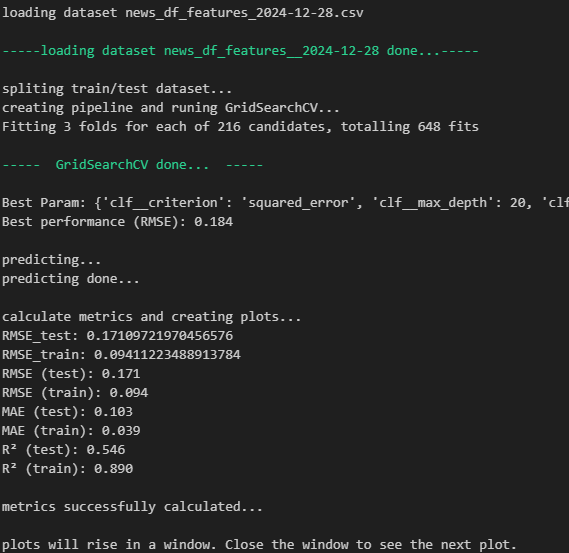 loading dataset news_df_features_2024-12-28.csv
-----loading dataset news_df_features__2024-12-28 done...-----
spliting train/test dataset...
creating pipeline and runing GridSearchCV...
Fitting 3 folds for each of 216 candidates, totalling 648 fits
-----  GridSearchCV done...  -----
Best Param: {'clf__criterion': 'squared_error', 'clf__max_depth': 20, 'clf
Best performance (RMSE): 0.184
predicting...
predicting done...
calculate metrics and creating plots...
RMSE_test: 0.17109721970456576
RMSE_train: 0.09411223488913784
RMSE (test): 0.171
RMSE (train): 0.094
MAE (test): 0.103
MAE (train): 0.039
R² (test): 0.546
R² (train): 0.890
metrics successfully calculated...
plots will rise in a window. Close the window to see the next plot.